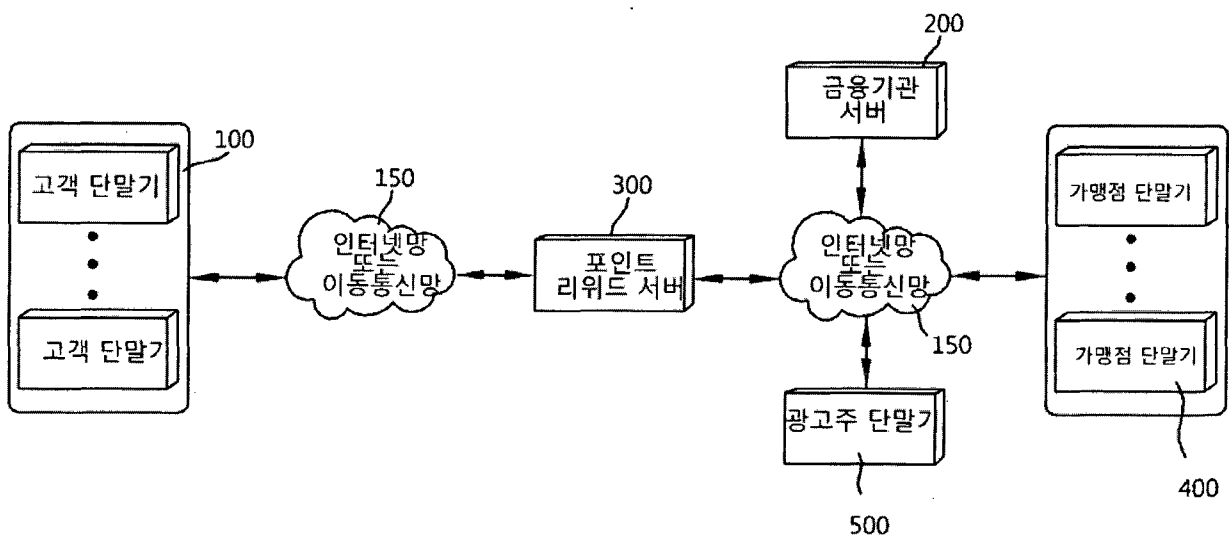 200
금융기관
서버
100
고객 단말기
고객 단말기
150
인터넷망
또는
이동통신망
300
포인트
리워드 서버
인터넷망
또는
이동통신망
150
광고주 단말기
500
가맹점 단말기
가맹점 단말기
400